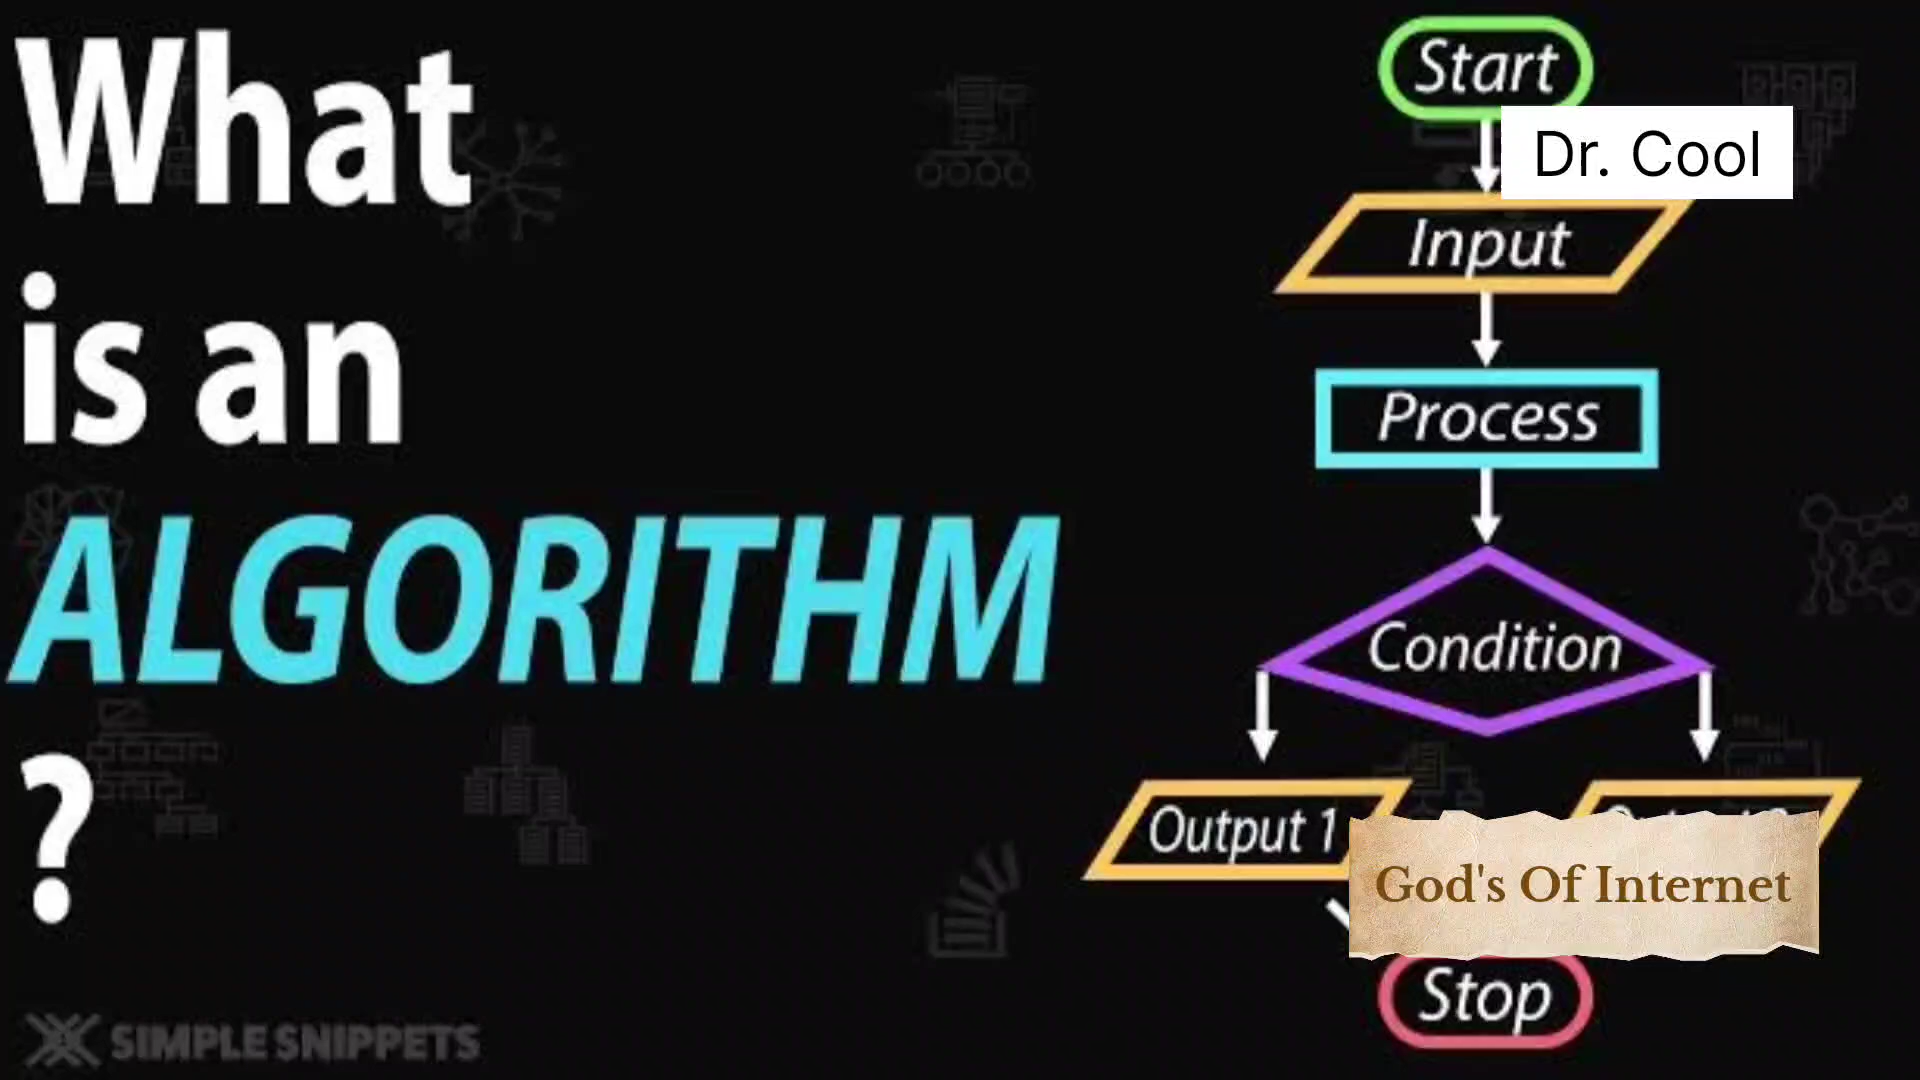 What
is an
ALGORITHM
?
SIMPLE SNIPPETS
Start
Dr. Cool
Input
Process
Condition
Output 1
God's Of Internet
Stop